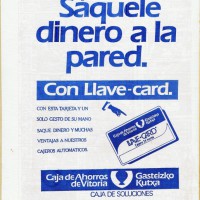 Sáquele
dinero a la
pared.
Con Llave-card.
CON ESTA TARJETA Y UN
SOLO GESTO DE SU MANO
SAQUE DINERO Y MUCHAS
VENTAJAS A NUESTROS
CAJEROS AUTOMATICOS.
LLAVE-CARD
Caja de Ahorros
de Vitoria
Gasteizko
Kutxa
CAJA DE SOLUCIONES